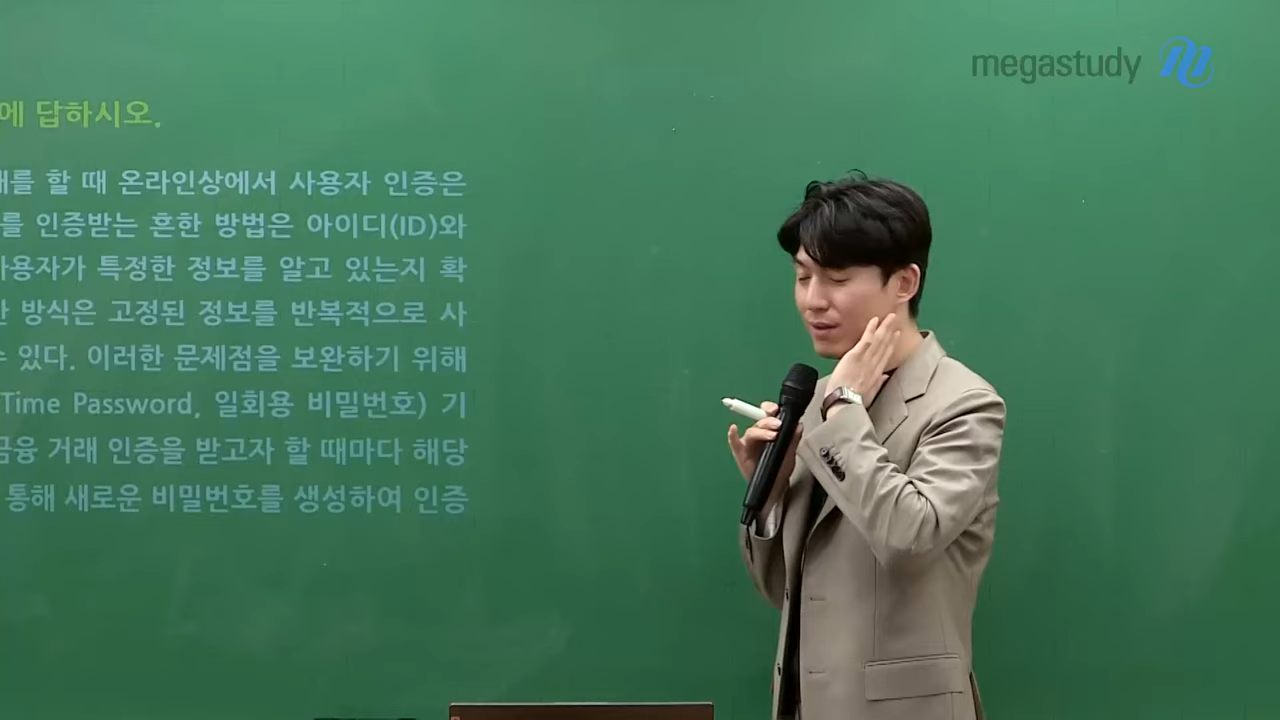 megastudy
에 답하시오.
를 할 때 온라인상에서 사용자 인증은
를 인증받는 흔한 방법은 아이디(ID)와
사용자가 특정한 정보를 알고 있는지 확
방식은 고정된 정보를 반복적으로 사
있다. 이러한 문제점을 보완하기 위해
Time Password, 일회용 비밀번호) 기
금융 거래 인증을 받고자 할 때마다 해당
통해 새로운 비밀번호를 생성하여 인증